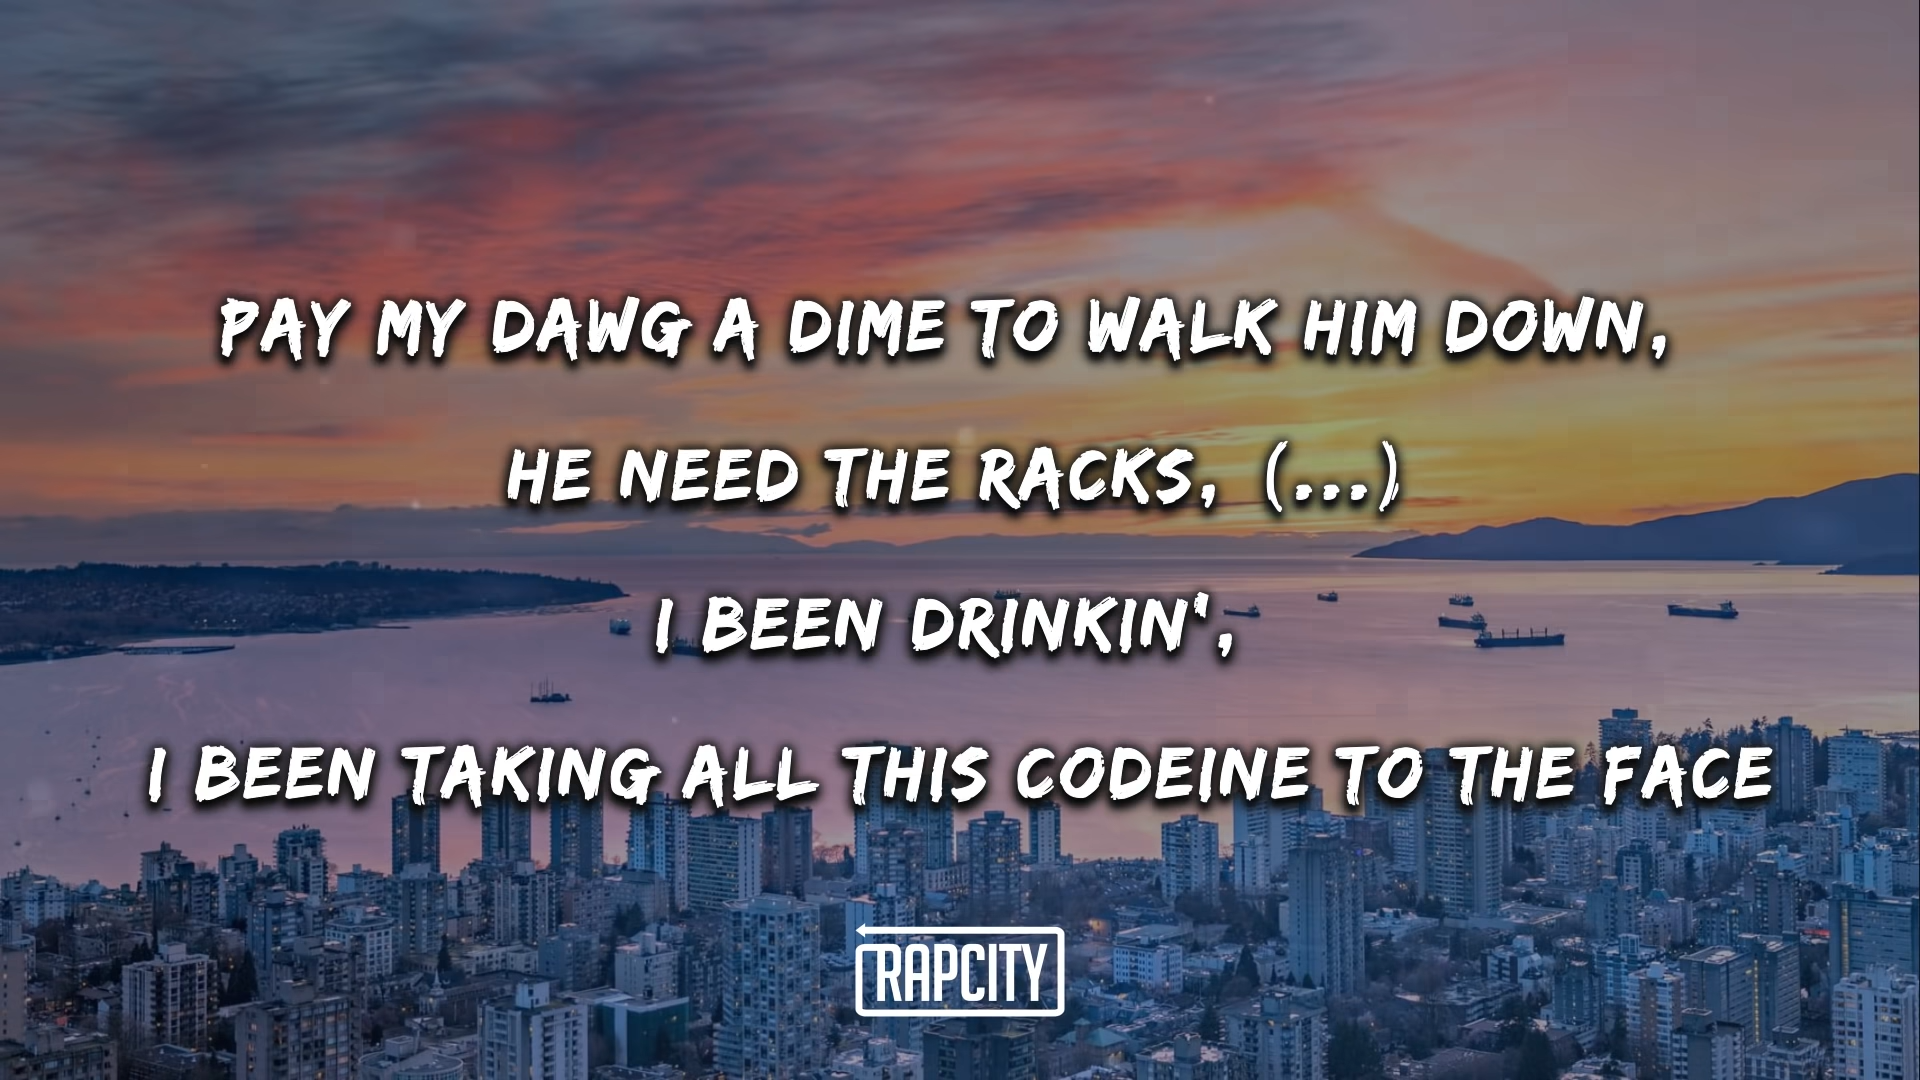 PAY MY DAWG A DIME TO WALK HIM DOWN,
HE NEED THE RACKS, (...)
I BEEN DRINKIN',
I BEEN TAKING ALL THIS CODEINE TO THE FACE
RAPCITY